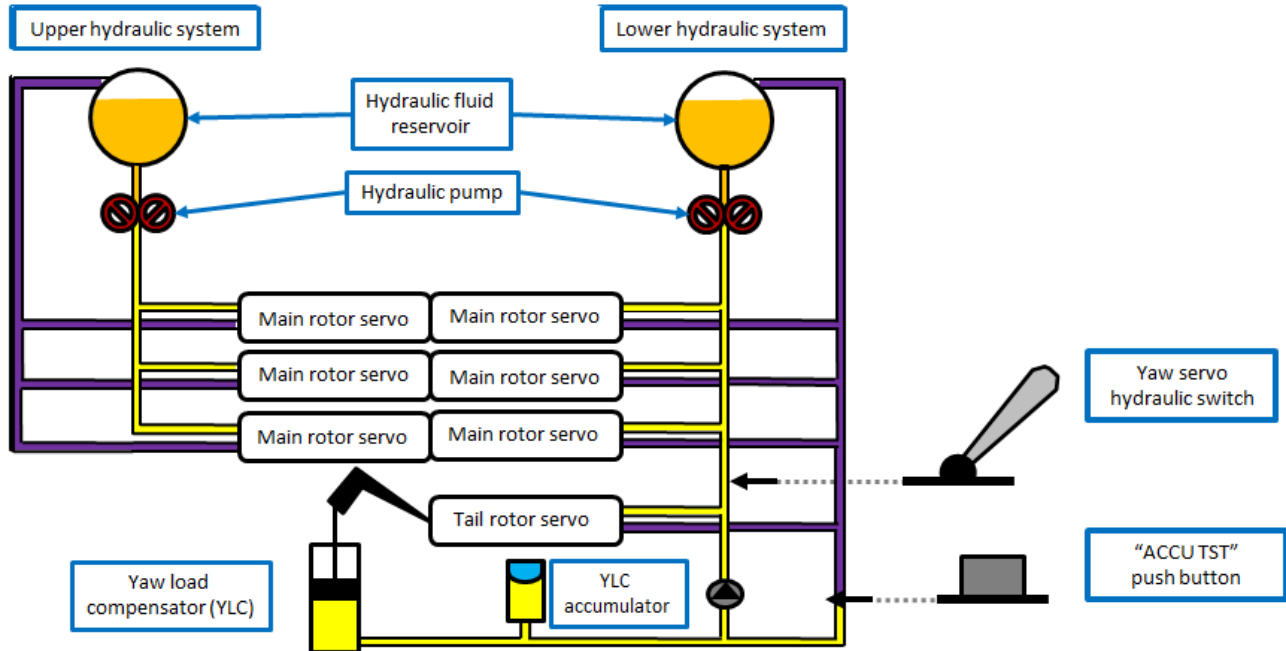 Upper hydraulic system
Lower hydraulic system
Hydraulic fluid
reservoir
Hydraulic pump
Main rotor servo
Main rotor servo
Main rotor servo
Main rotor servo
Yaw servo
hydraulic switch
Main rotor servo
Main rotor servo
Tail rotor servo
Yaw load
compensator (YLC)
YLC
accumulator
“ACCU TST”
push button